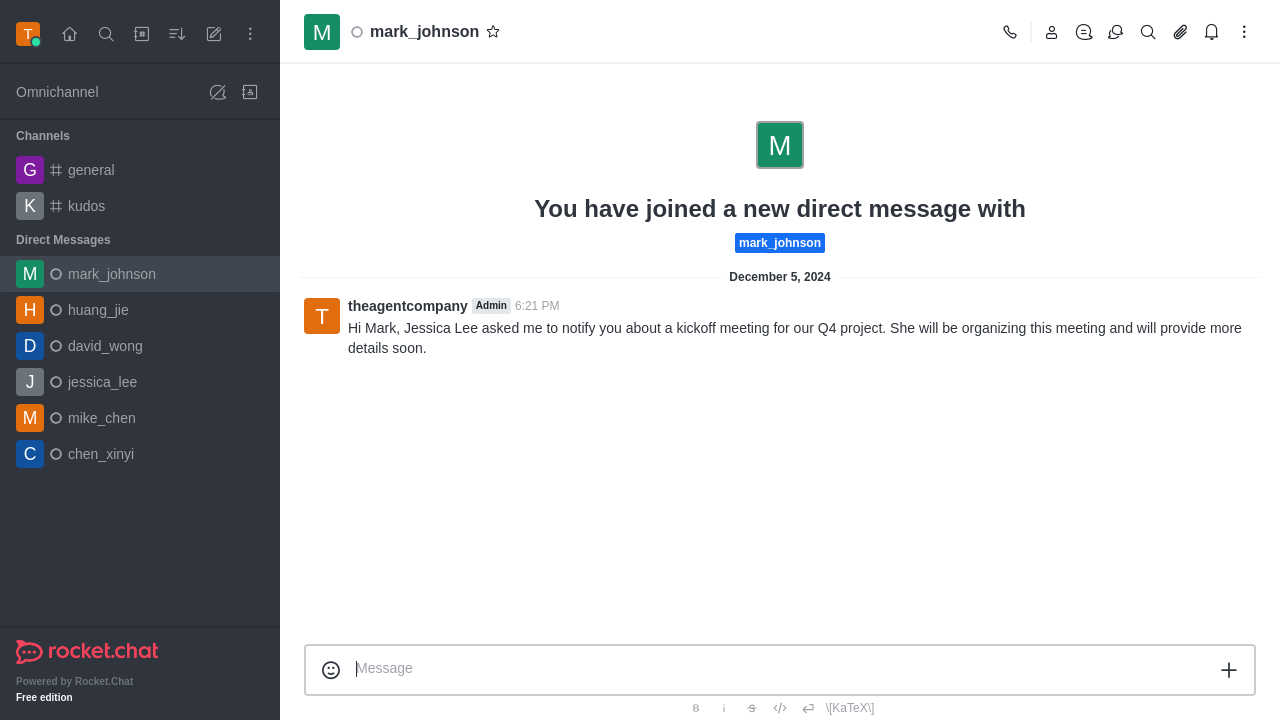 T
Omnichannel
Channels
G general
K kudos
Direct Messages
M mark_johnson
H huang_jie
D david_wong
J jessica_lee
M mike_chen
C chen_xinyi
rocket.chat
Powered by Rocket.Chat
Free edition
M mark_johnson
M
You have joined a new direct message with
mark_johnson
December 5, 2024
T theagentcompany Admin 6:21 PM
Hi Mark, Jessica Lee asked me to notify you about a kickoff meeting for our Q4 project. She will be organizing this meeting and will provide more
details soon.
Message
B i S \[KaTeX\]